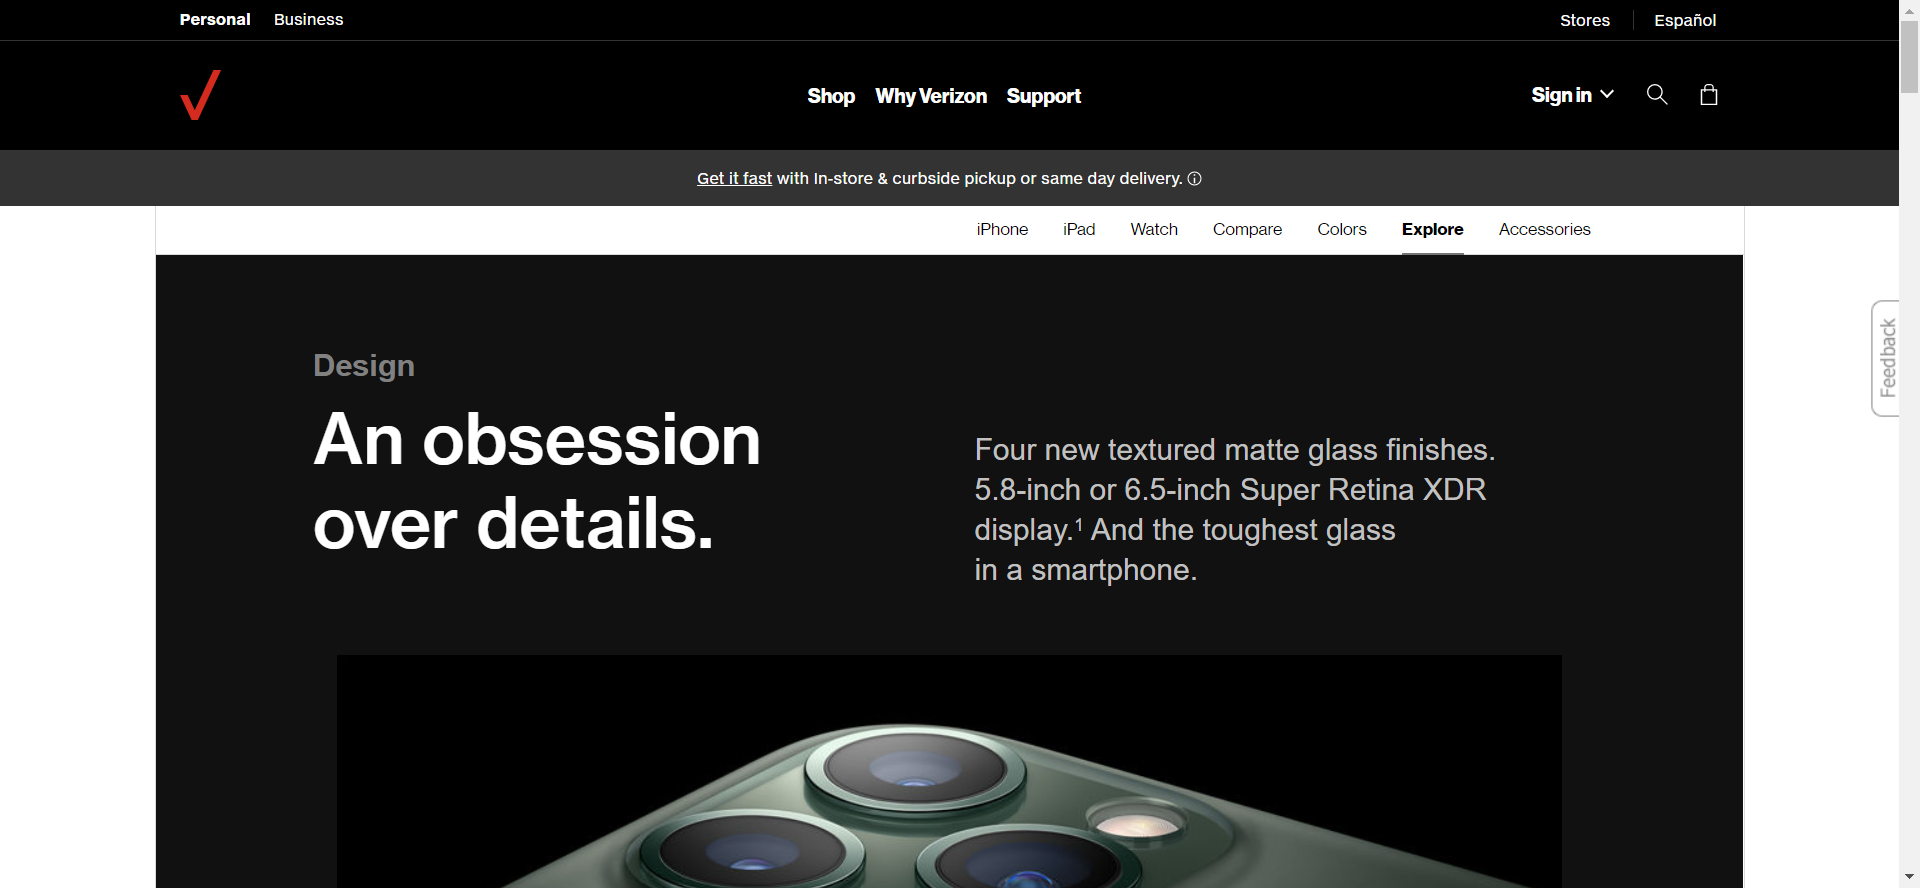 Personal Business Stores Español
Shop Why Verizon Support Sign in
Get it fast with In-store & curbside pickup or same day delivery.
iPhone iPad Watch Compare Colors Explore Accessories
Feedback
Design
An obsession
over details.
Four new textured matte glass finishes.
5.8-inch or 6.5-inch Super Retina XDR
display.¹ And the toughest glass
in a smartphone.